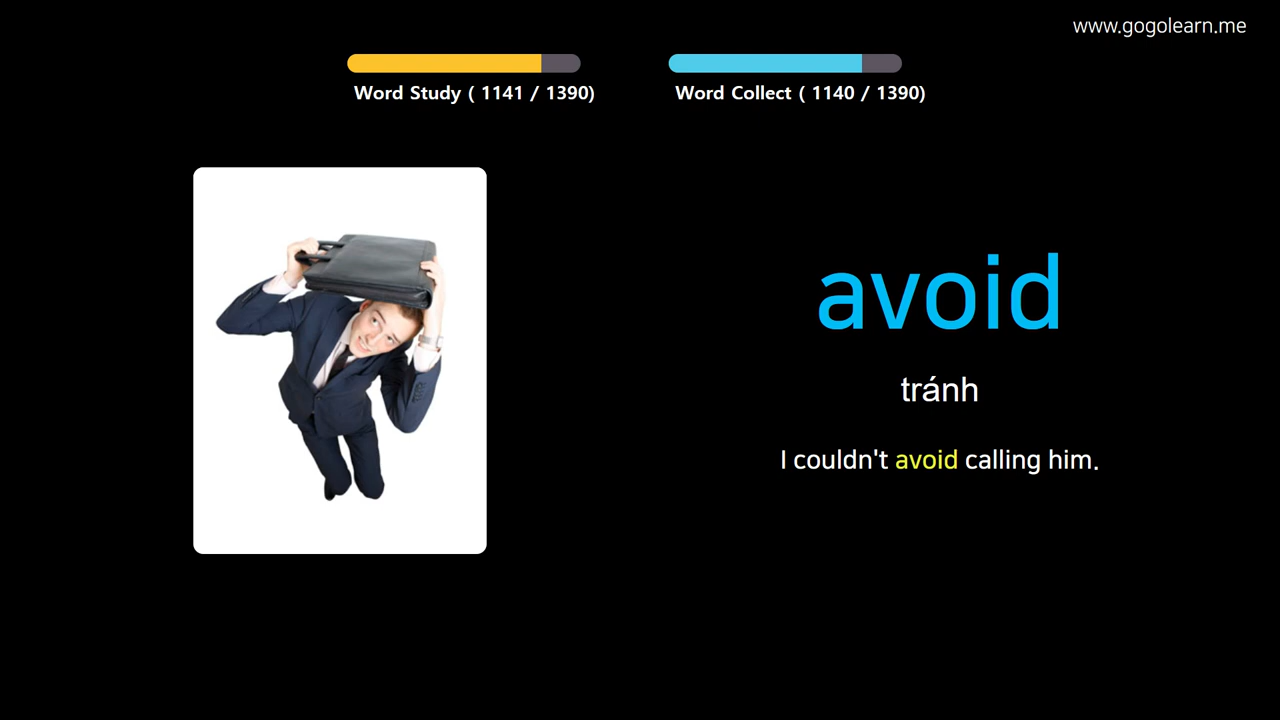 www.gogolearn.me
Word Study ( 1141 / 1390)
Word Collect ( 1140 / 1390)
avoid
tránh
I couldn't avoid calling him.